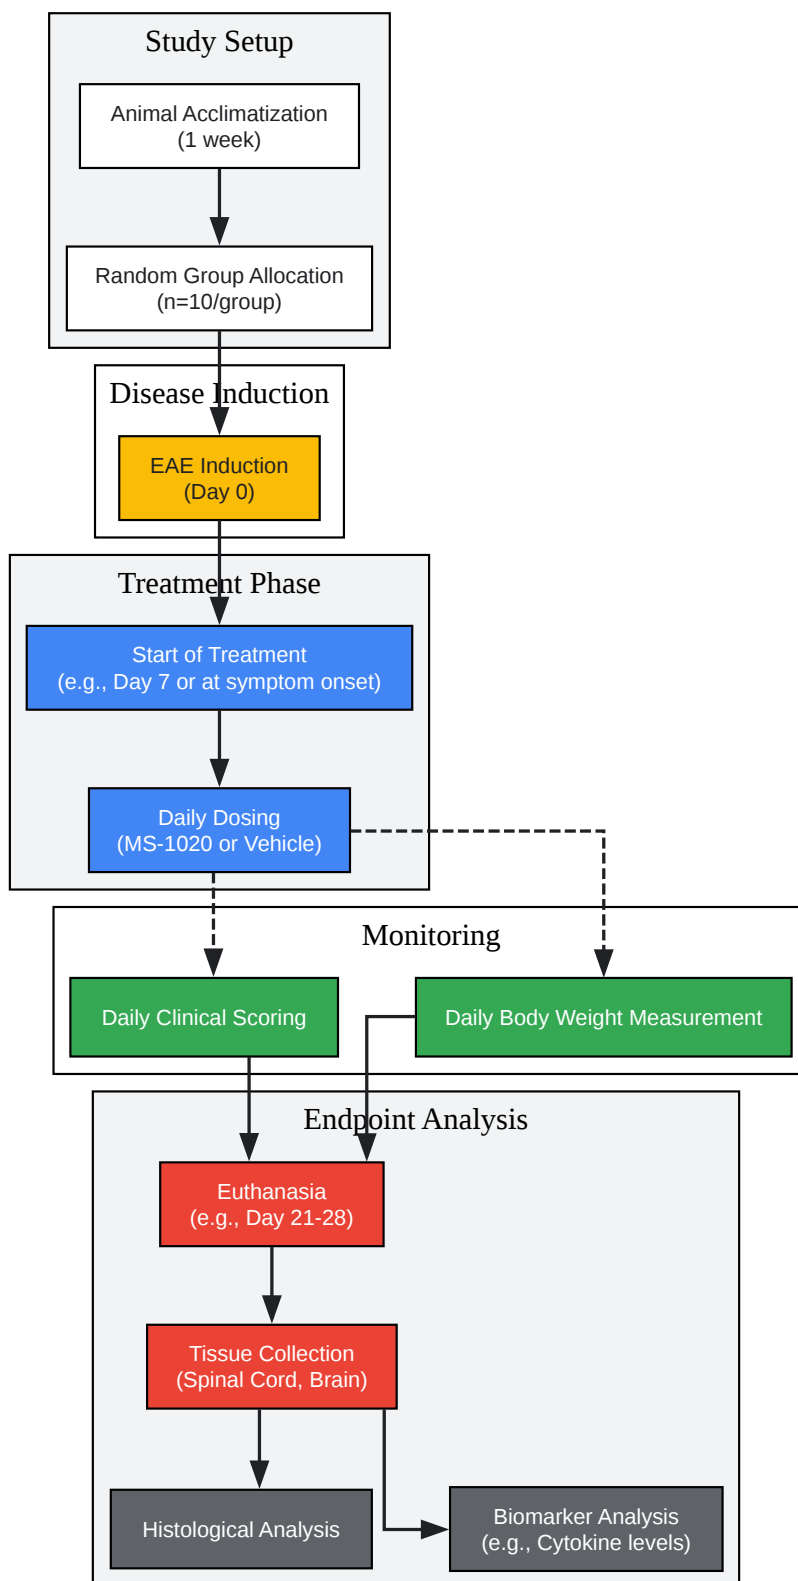 Study Setup
Animal Acclimatization
(1 week)
Random Group Allocation
(n=10/group)
Disease Induction
EAE Induction
(Day 0)
Treatment Phase
Start of Treatment
(e.g., Day 7 or at symptom onset)
Daily Dosing
(MS-1020 or Vehicle)
Monitoring
Daily Clinical Scoring
Daily Body Weight Measurement
Endpoint Analysis
Euthanasia
(e.g., Day 21-28)
Tissue Collection
(Spinal Cord, Brain)
Histological Analysis
Biomarker Analysis
(e.g., Cytokine levels)